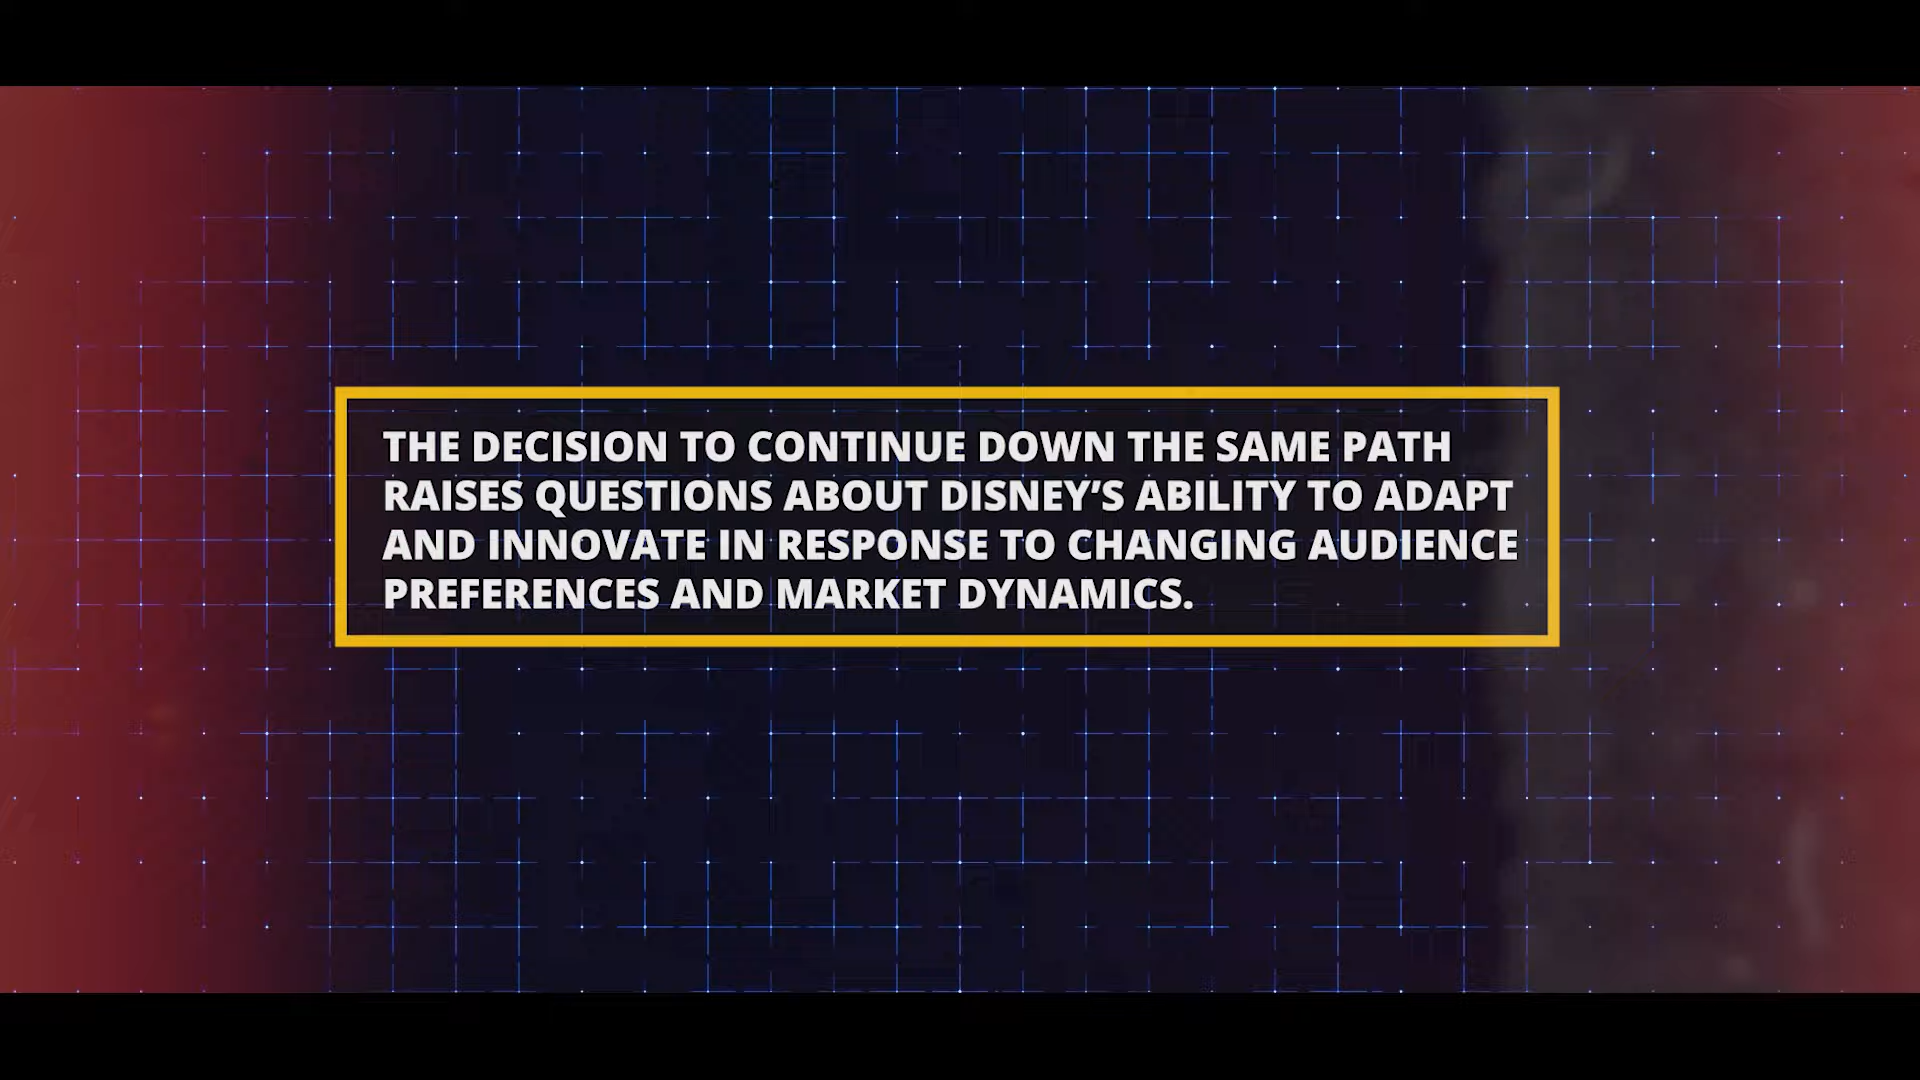 THE DECISION TO CONTINUE DOWN THE SAME PATH
RAISES QUESTIONS ABOUT DISNEY’S ABILITY TO ADAPT
AND INNOVATE IN RESPONSE TO CHANGING AUDIENCE
PREFERENCES AND MARKET DYNAMICS.